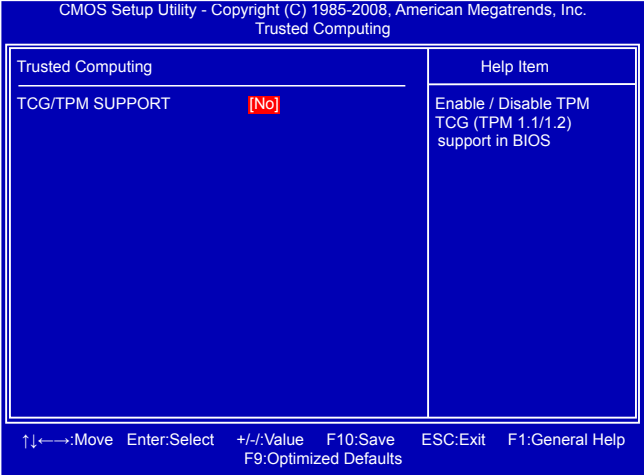 CMOS Setup Utility - Copyright (C) 1985-2008, American Megatrends, Inc.
Trusted Computing
Trusted Computing
Help Item
TCG/TPM SUPPORT [No]
Enable / Disable TPM
TCG (TPM 1.1/1.2)
support in BIOS
↑↓←→:Move Enter:Select +/-/:Value F10:Save ESC:Exit F1:General Help
F9:Optimized Defaults